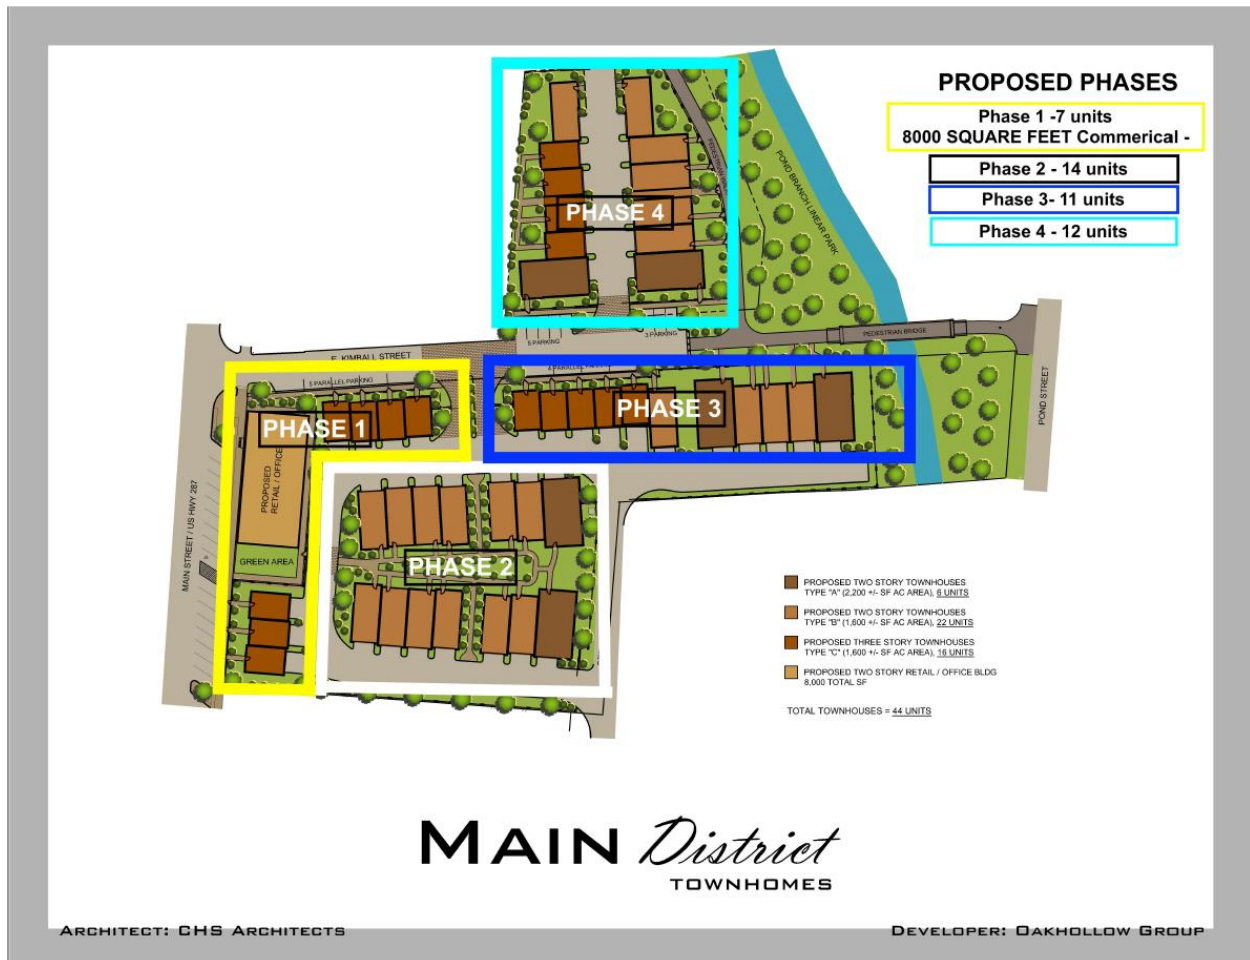 PROPOSED PHASES
Phase 1 -7 units
8000 SQUARE FEET Commerical -
Phase 2 - 14 units
Phase 3- 11 units
Phase 4 - 12 units
PHASE 4
PEDESTRIAN
POND BRANCH LINEAR PARK
5 PARKING
3 PARKING
PEDESTRIAN BRIDGE
POND STREET
E. KIMBALL STREET
5 PARALLEL PARKING
PHASE 1
PHASE 3
PROPOSED
RETAIL / OFFICE
GREEN AREA
MAIN STREET / US HWY 287
PHASE 2
PROPOSED TWO STORY TOWNHOUSES
TYPE "A" (2,200 +/- SF AC AREA), 6 UNITS
PROPOSED TWO STORY TOWNHOUSES
TYPE "B" (1,600 +/- SF AC AREA), 22 UNITS
PROPOSED THREE STORY TOWNHOUSES
TYPE "C" (1,600 +/- SF AC AREA), 16 UNITS
PROPOSED TWO STORY RETAIL / OFFICE BLDG
8,000 TOTAL SF
TOTAL TOWNHOUSES = 44 UNITS
MAIN District
TOWNHOMES
ARCHITECT: CHS ARCHITECTS
DEVELOPER: OAKHOLLOW GROUP